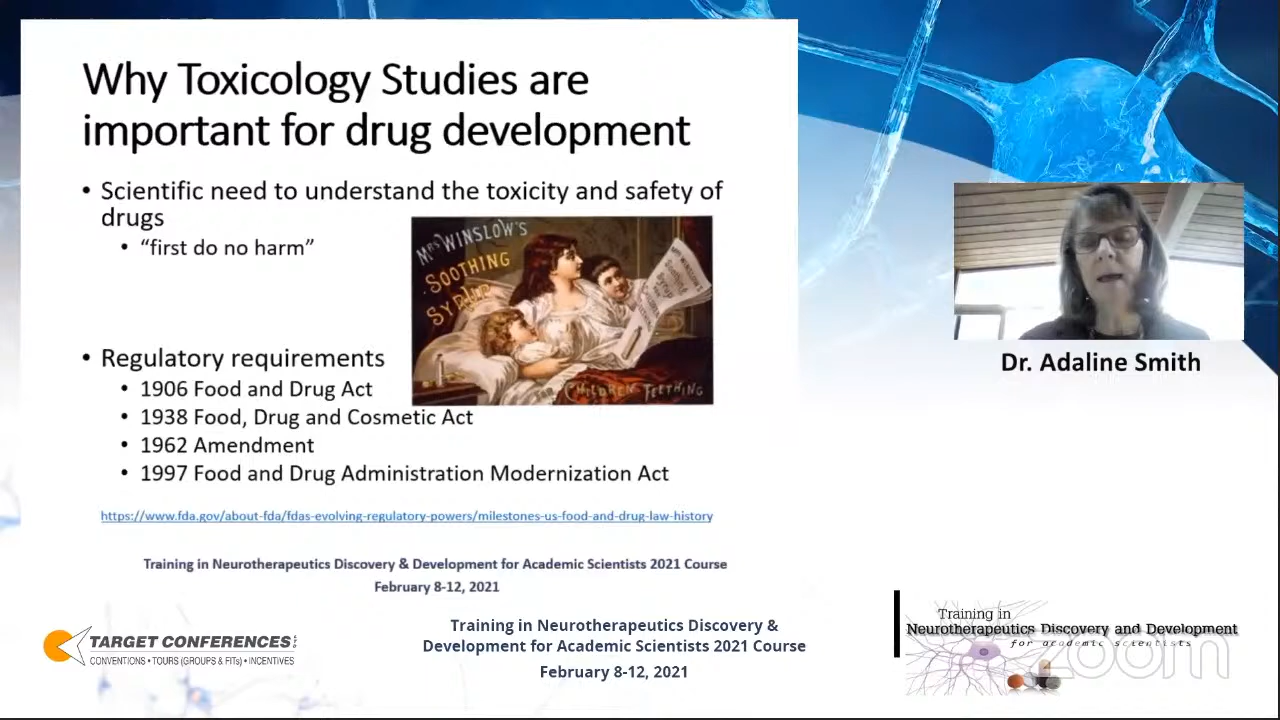 Why Toxicology Studies are
important for drug development
• Scientific need to understand the toxicity and safety of
drugs
• “first do no harm”
MRS WINSLOW'S
SOOTHING
SYRUP
CHILDREN TEETHING
• Regulatory requirements
• 1906 Food and Drug Act
• 1938 Food, Drug and Cosmetic Act
• 1962 Amendment
• 1997 Food and Drug Administration Modernization Act
https://www.fda.gov/about-fda/fdas-evolving-regulatory-powers/milestones-us-food-and-drug-law-history
Training in Neurotherapeutics Discovery & Development for Academic Scientists 2021 Course
February 8-12, 2021
Dr. Adaline Smith
TARGET CONFERENCES
CONVENTIONS • TOURS (GROUPS & FITs) • INCENTIVES
Training in Neurotherapeutics Discovery &
Development for Academic Scientists 2021 Course
February 8-12, 2021
Training in
Neurotherapeutics Discovery and Development
for academic scientists
zoom